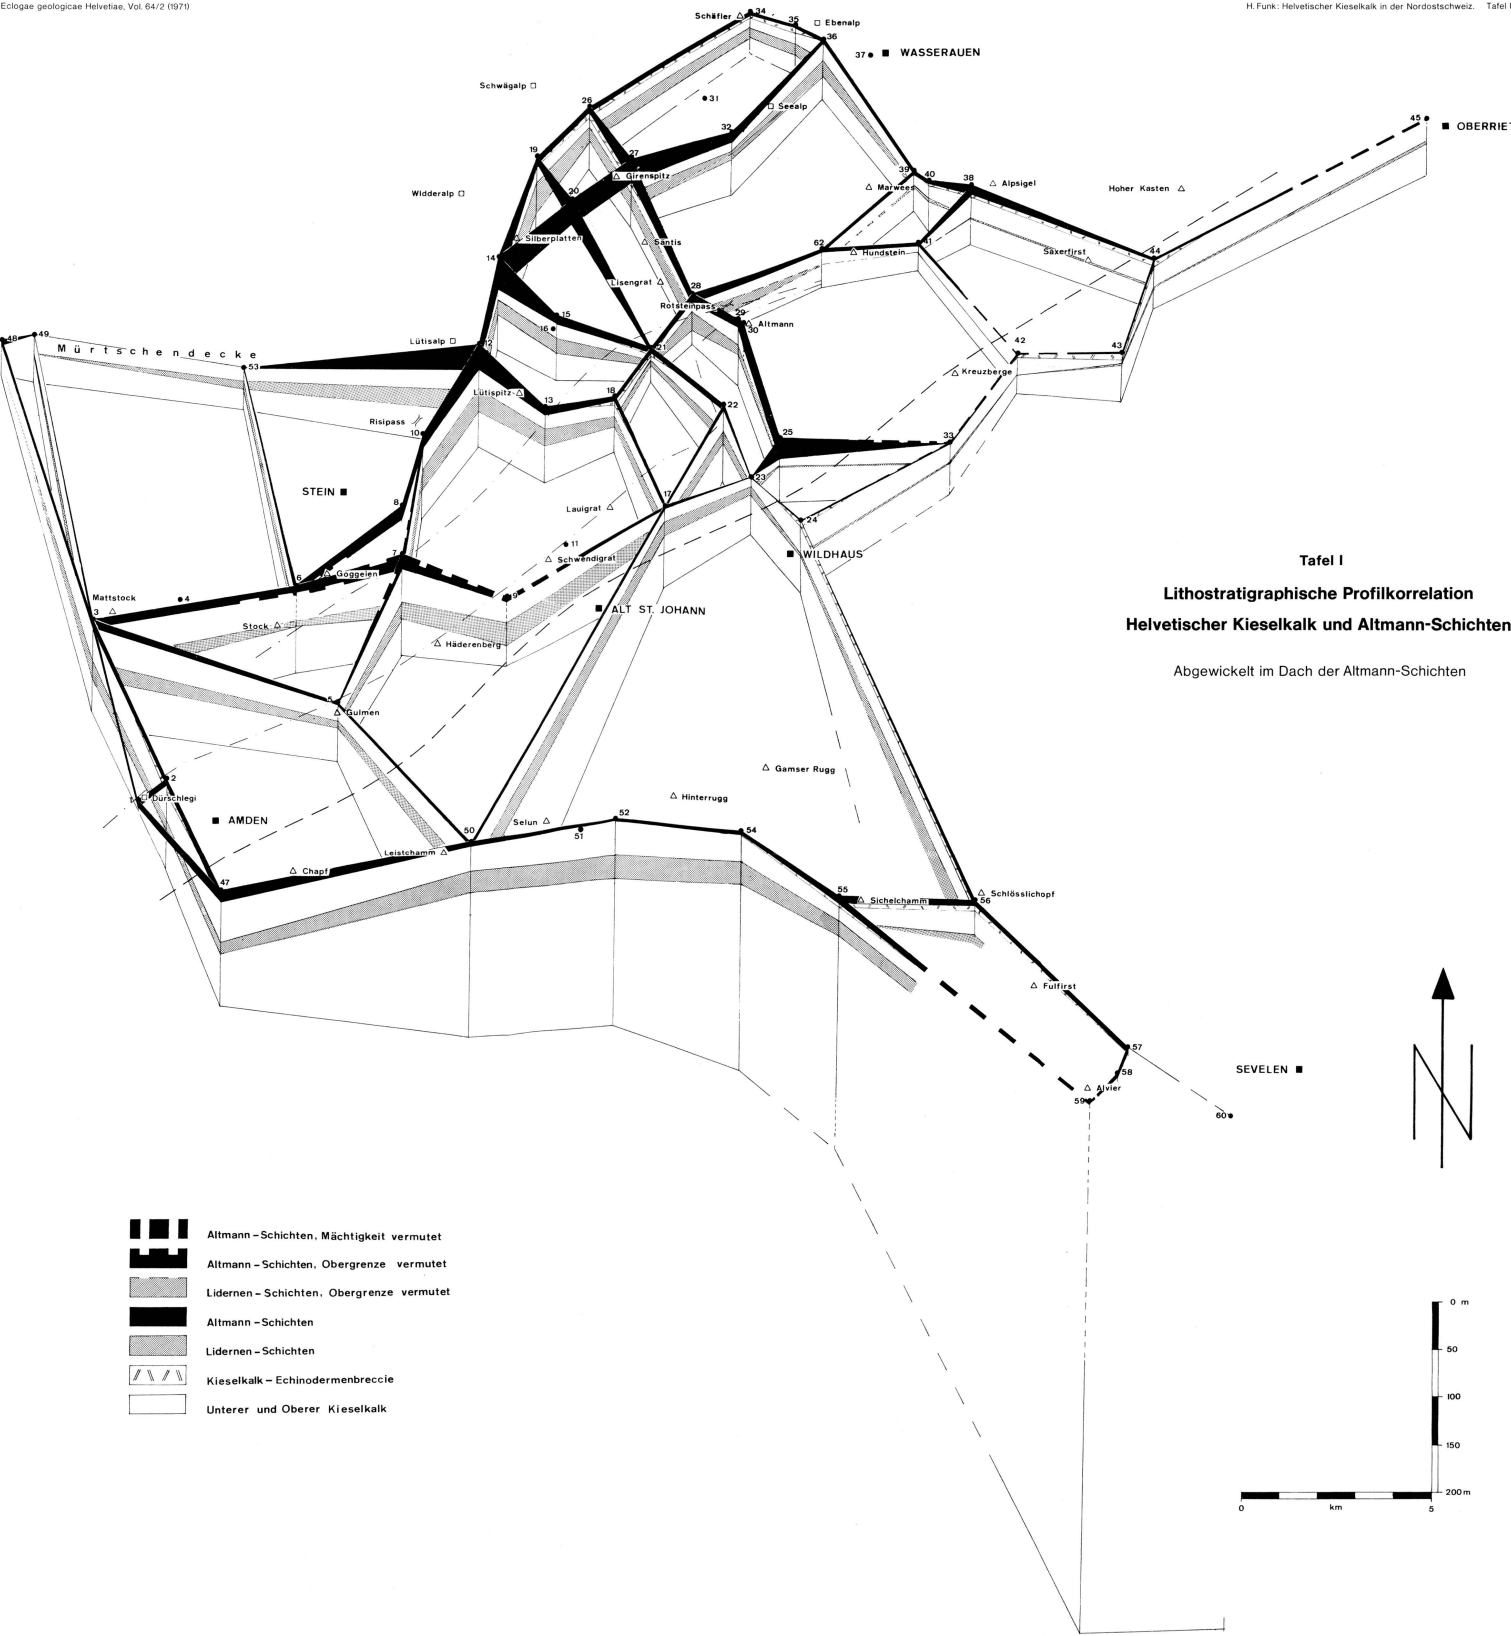 Eclogae geologicae Helvetiae, Vol. 64/2 (1971)
H. Funk: Helvetischer Kieselkalk in der Nordostschweiz. Tafel I
Schäfler 34
35
Ebenalp
36
37
WASSERAUEN
Schwägalp
26
31
Seealp
32
45
OBERRIET
19
27
Girenspitz
39
40
38
Alpsigel
Marwees
Hoher Kasten
Widderalp
20
Silberplatten
Säntis
62
Hundstein
41
Saxerfirst
44
14
Lisengrat
28
Rotsteinpass
29
30
Altmann
15
16
48
49
Mürtschendecke
Lütisalp
12
21
42
43
53
Kreuzberge
Lütispitz
13
18
22
Risipass
10
25
33
23
STEIN
8
17
Lauigrat
24
11
Schwendigrat
WILDHAUS
7
6
Göggeien
9
4
Mattstock
3
ALT ST. JOHANN
Stock
Häderenberg
5
Gulmen
Tafel I
Lithostratigraphische Profilkorrelation
Helvetischer Kieselkalk und Altmann-Schichten
Abgewickelt im Dach der Altmann-Schichten
2
1
Dürschlegi
Gamser Rugg
Hinterrugg
AMDEN
Selun
52
50
51
54
Leistchamm
Chapf
47
55
Sichelchamm
Schlösslichopf
56
Fulfirst
57
58
SEVELEN
Alvier
59
60
N
Altmann-Schichten, Mächtigkeit vermutet
Altmann-Schichten, Obergrenze vermutet
Lidernen-Schichten, Obergrenze vermutet
Altmann-Schichten
Lidernen-Schichten
Kieselkalk-Echinodermenbreccie
Unterer und Oberer Kieselkalk
0 m
50
100
150
200 m
0 km 5